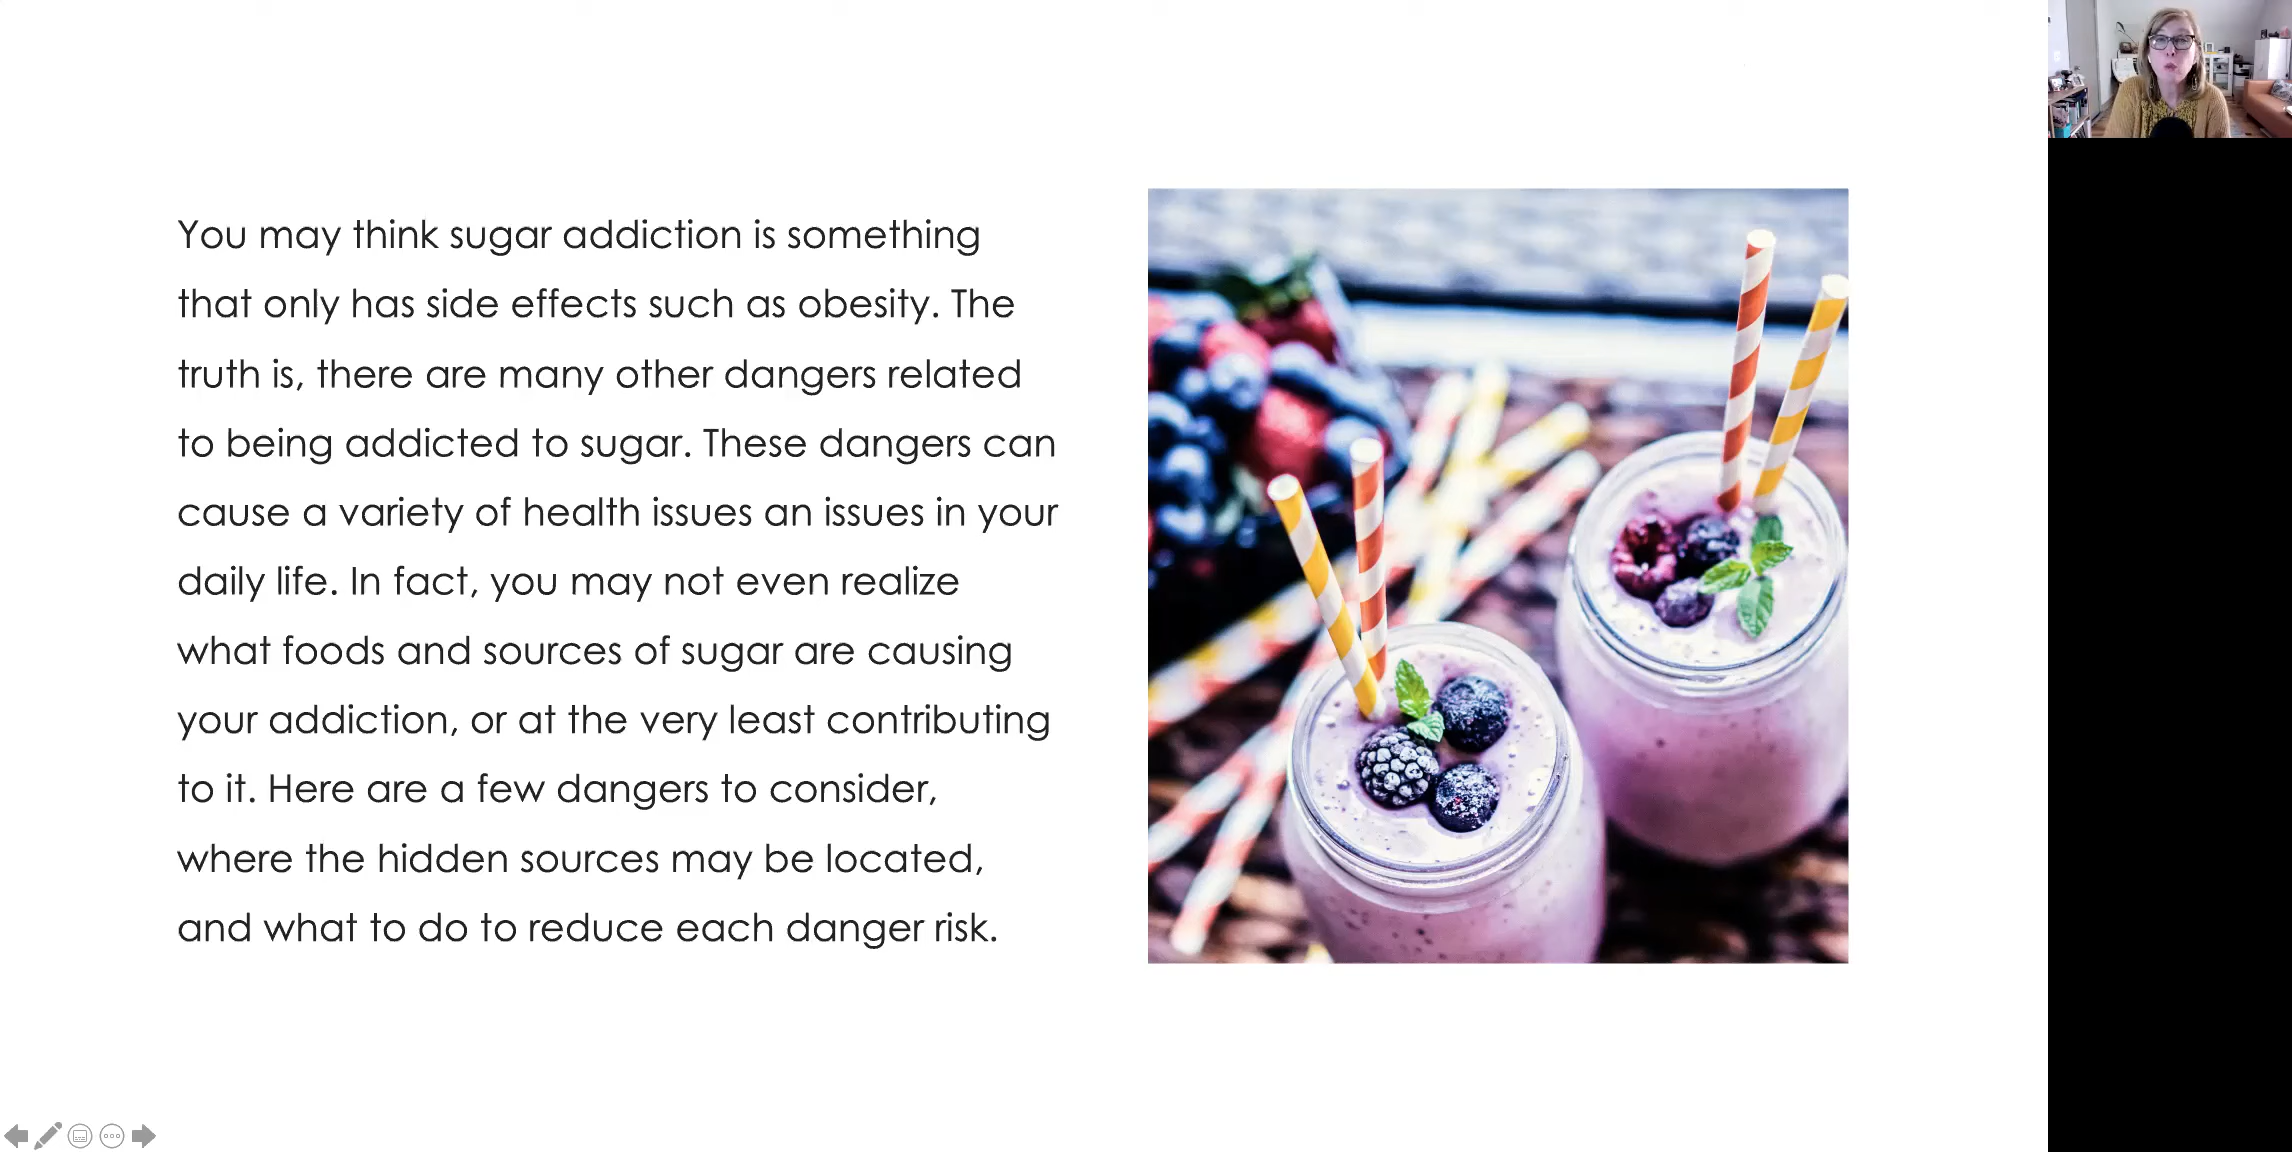 You may think sugar addiction is something
that only has side effects such as obesity. The
truth is, there are many other dangers related
to being addicted to sugar. These dangers can
cause a variety of health issues an issues in your
daily life. In fact, you may not even realize
what foods and sources of sugar are causing
your addiction, or at the very least contributing
to it. Here are a few dangers to consider,
where the hidden sources may be located,
and what to do to reduce each danger risk.